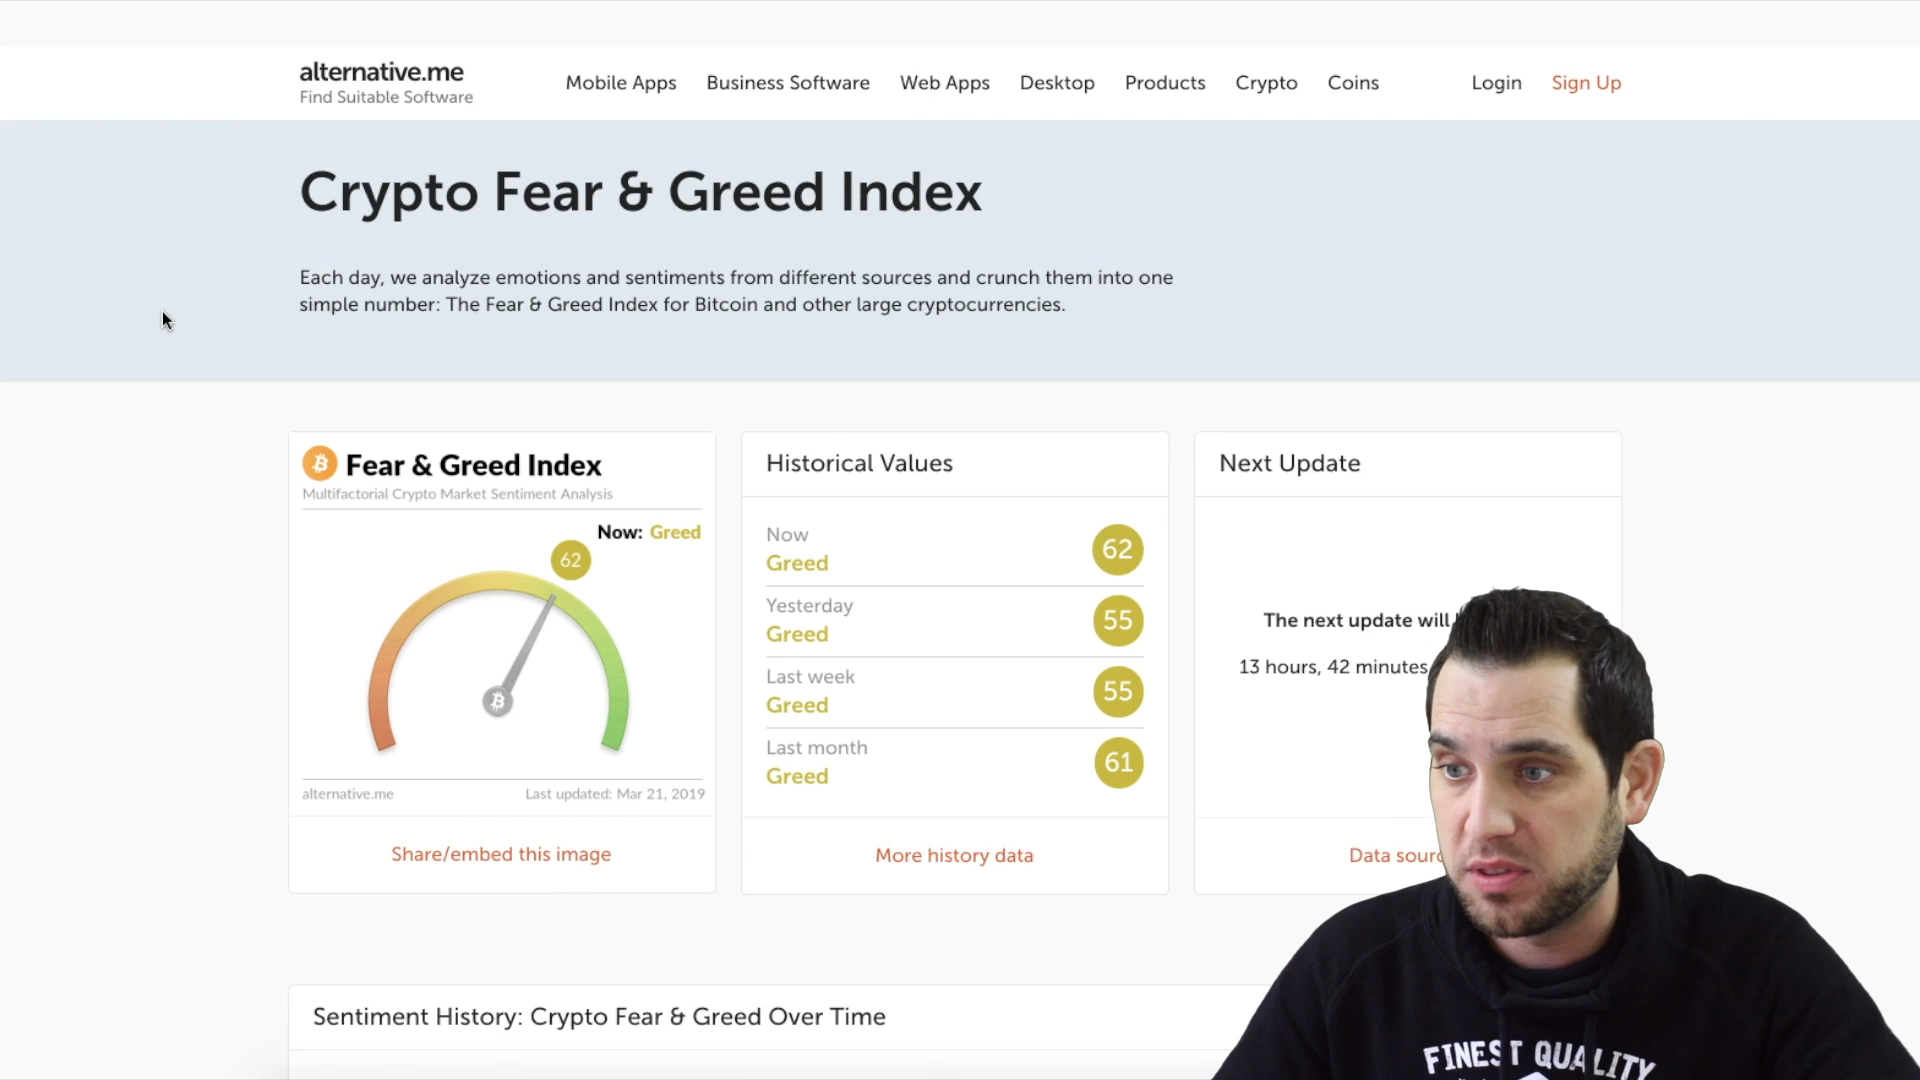 alternative.me
Find Suitable Software
Mobile Apps Business Software Web Apps Desktop Products Crypto Coins Login Sign Up
Crypto Fear & Greed Index
Each day, we analyze emotions and sentiments from different sources and crunch them into one
simple number: The Fear & Greed Index for Bitcoin and other large cryptocurrencies.
Fear & Greed Index
Multifactorial Crypto Market Sentiment Analysis
Now: Greed
62
alternative.me Last updated: Mar 21, 2019
Share/embed this image
Historical Values
Now
Greed 62
Yesterday
Greed 55
Last week
Greed 55
Last month
Greed 61
More history data
Next Update
The next update will
13 hours, 42 minutes
Data
Sentiment History: Crypto Fear & Greed Over Time
FINEST QUALITY